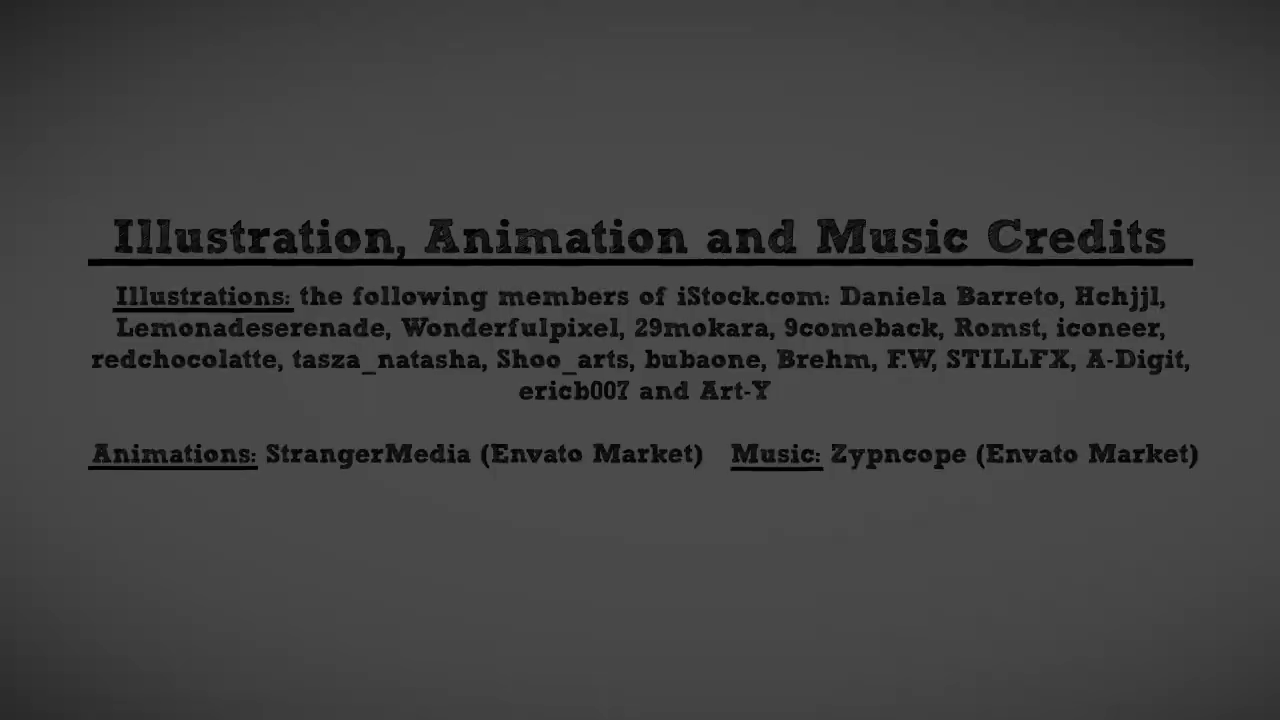 Illustration, Animation and Music Credits
Illustrations: the following members of iStock.com: Daniela Barreto, Hchjjl,
Lemonadeserenade, Wonderfulpixel, 29mokara, 9comeback, Romst, iconeer,
redchocolatte, tasza_natasha, Shoo_arts, bubaone, Brehm, F.W, STILLFX, A-Digit,
ericb007 and Art-Y
Animations: StrangerMedia (Envato Market) Music: Zypncope (Envato Market)